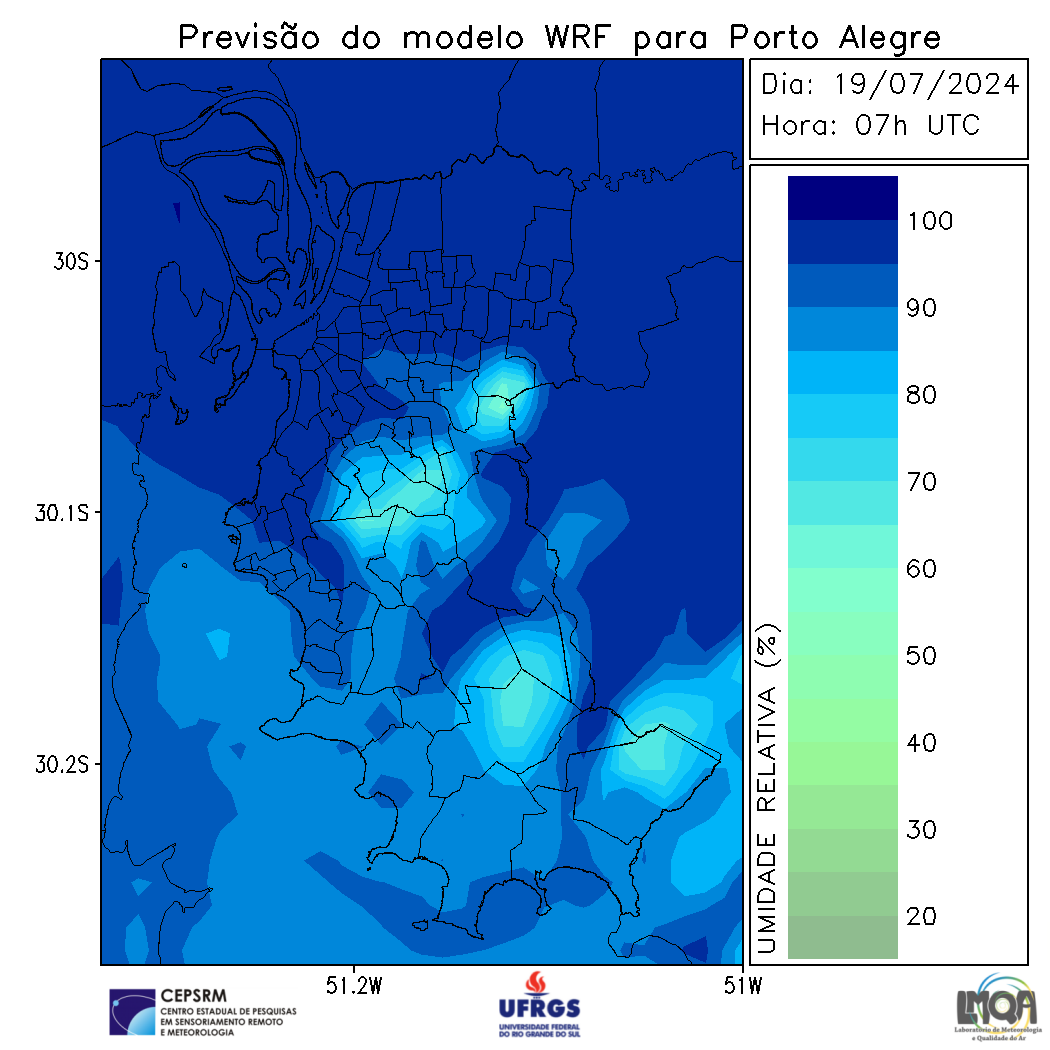 Previsão do modelo WRF para Porto Alegre
Dia: 19/07/2024
Hora: 07h UTC
30S
30.1S
30.2S
51.2W
51W
100
90
80
70
60
50
40
30
20
UMIDADE RELATIVA (%)
CEPSRM
CENTRO ESTADUAL DE PESQUISAS
EM SENSORIAMENTO REMOTO
E METEOROLOGIA
UFRGS
UNIVERSIDADE FEDERAL
DO RIO GRANDE DO SUL
LMQA
Laboratório de Meteorologia
e Qualidade do Ar